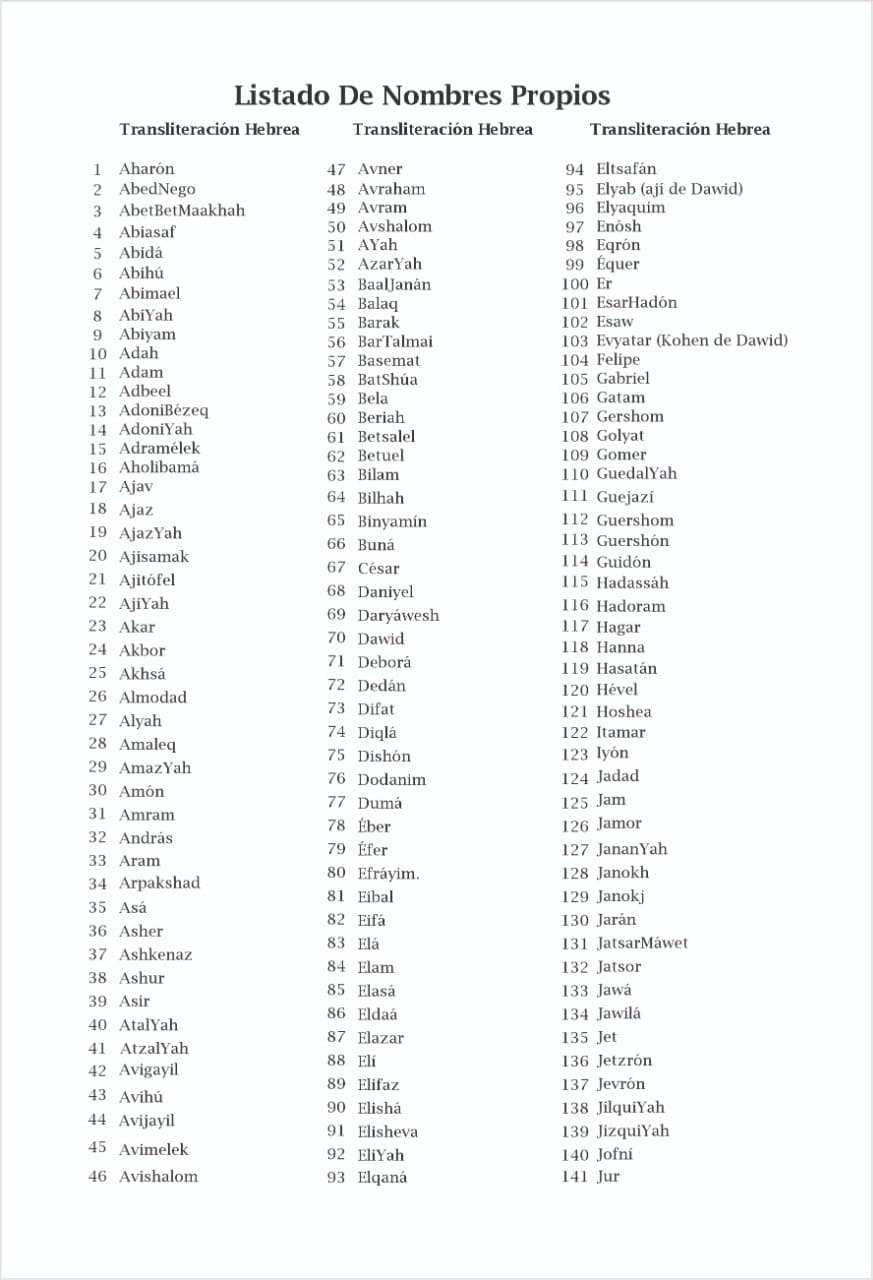 Listado De Nombres Propios
Transliteración Hebrea
1 Aharón
2 AbedNego
3 AbetBetMaakhah
4 Abiasaf
5 Abidá
6 Abihú
7 Abimael
8 AbiYah
9 Abiyam
10 Adah
11 Adam
12 Adbeel
13 AdoniBézeq
14 AdoniYah
15 Adramélek
16 Aholibamá
17 Ajav
18 Ajaz
19 AjazYah
20 Ajisamak
21 Ajitófel
22 AjiYah
23 Akar
24 Akbor
25 Akhsá
26 Almodad
27 Alyah
28 Amaleq
29 AmazYah
30 Amón
31 Amram
32 András
33 Aram
34 Arpakshad
35 Asá
36 Asher
37 Ashkenaz
38 Ashur
39 Asir
40 AtalYah
41 AtzalYah
42 Avigayil
43 Avihú
44 Avijayil
45 Avimelek
46 Avishalom
Transliteración Hebrea
47 Avner
48 Avraham
49 Avram
50 Avshalom
51 AYah
52 AzarYah
53 BaalJanán
54 Balaq
55 Barak
56 BarTalmai
57 Basemat
58 BatShúa
59 Bela
60 Beriah
61 Betsalel
62 Betuel
63 Bilam
64 Bilhah
65 Binyamín
66 Buná
67 César
68 Daniyel
69 Daryáwesh
70 Dawid
71 Deborá
72 Dedán
73 Difat
74 Diqlá
75 Dishón
76 Dodanim
77 Dumá
78 Éber
79 Éfer
80 Efráyim.
81 Eibal
82 Eifá
83 Elá
84 Elam
85 Elasá
86 Eldaá
87 Elazar
88 Elí
89 Elifaz
90 Elishá
91 Elisheva
92 EliYah
93 Elqaná
Transliteración Hebrea
94 Eltsafán
95 Elyab (ají de Dawid)
96 Elyaquim
97 Enósh
98 Eqrón
99 Équer
100 Er
101 EsarHadón
102 Esaw
103 Evyatar (Kohen de Dawid)
104 Felipe
105 Gabriel
106 Gatam
107 Gershom
108 Golyat
109 Gomer
110 GuedalYah
111 Guejazí
112 Guershom
113 Guershón
114 Guidón
115 Hadassáh
116 Hadoram
117 Hagar
118 Hanna
119 Hasatán
120 Hével
121 Hoshea
122 Itamar
123 Iyón
124 Jadad
125 Jam
126 Jamor
127 JananYah
128 Janokh
129 Janokj
130 Jarán
131 JatsarMáwet
132 Jatsor
133 Jawá
134 Jawilá
135 Jet
136 Jetzrón
137 Jevrón
138 JilquiYah
139 JizquiYah
140 Jofní
141 Jur